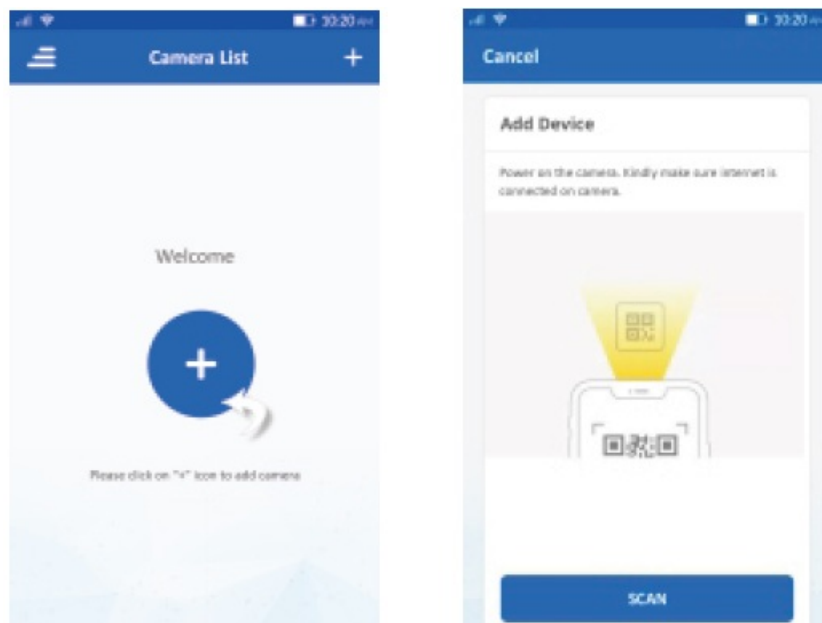 10:20 AM
Camera List
+
Welcome
+
Please click on "+" icon to add camera
10:20
Cancel
Add Device
Power on the camera. Kindly make sure internet is
connected on camera.
SCAN